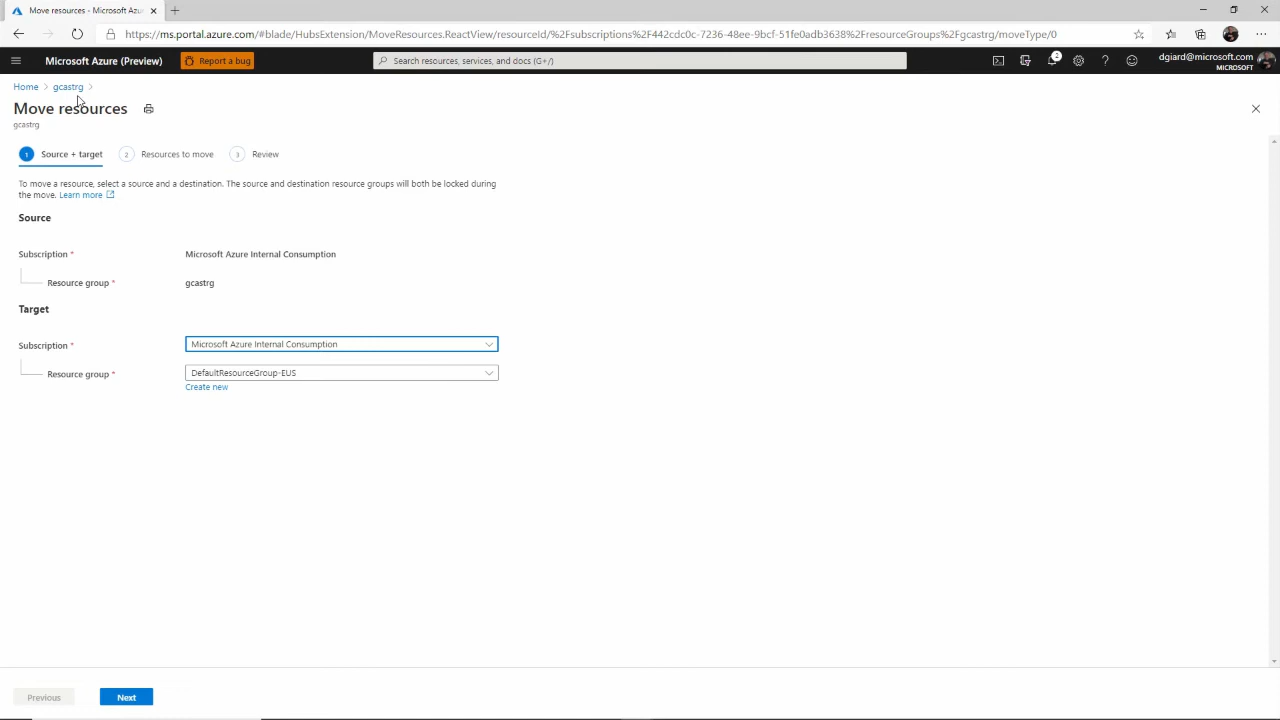 Move resources - Microsoft Azu
https://ms.portal.azure.com/#blade/HubsExtension/MoveResources.ReactView/resourceId/%2Fsubscriptions%2F442cdc0c-7236-48ee-9bcf-51fe0adb3638%2FresourceGroups%2Fgcastrg/moveType/0
Microsoft Azure (Preview)
Report a bug
Search resources, services, and docs (G+/)
2
dgiard@microsoft.com
MICROSOFT
Home > gcastrg >
Move resources
gcastrg
1 Source + target
2 Resources to move
3 Review
To move a resource, select a source and a destination. The source and destination resource groups will both be locked during
the move. Learn more
Source
Subscription * Microsoft Azure Internal Consumption
Resource group * gcastrg
Target
Subscription * Microsoft Azure Internal Consumption
Resource group * DefaultResourceGroup-EUS
Create new
Previous
Next